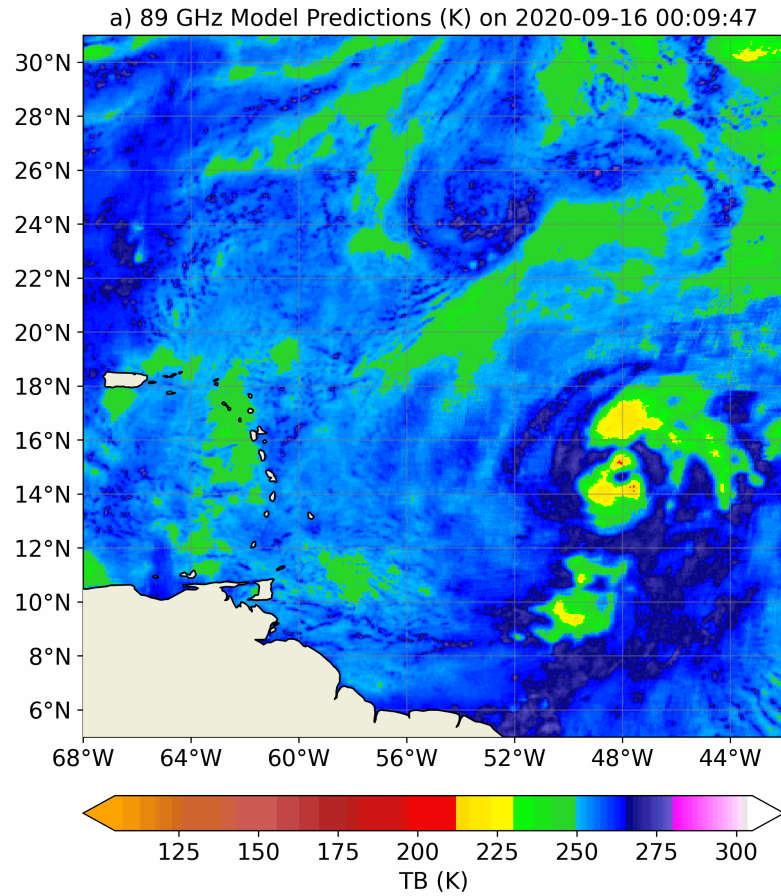 a) 89 GHz Model Predictions (K) on 2020-09-16 00:09:47
30°N
28°N
26°N
24°N
22°N
20°N
18°N
16°N
14°N
12°N
10°N
8°N
6°N
68°W 64°W 60°W 56°W 52°W 48°W 44°W
125 150 175 200 225 250 275 300
TB (K)